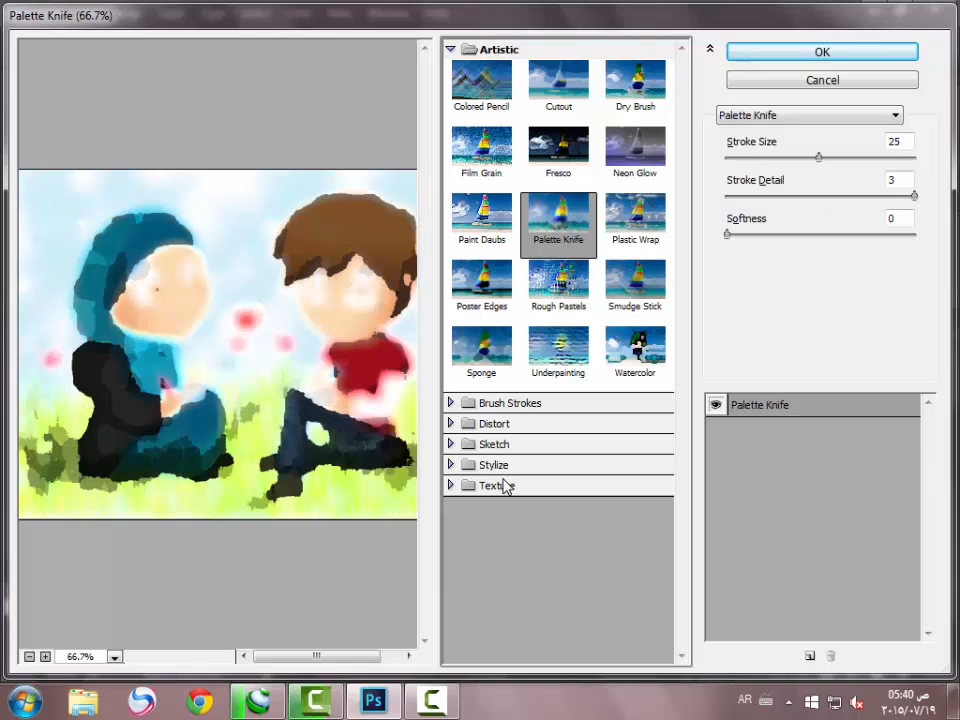 Palette Knife (66.7%)
Artistic
Colored Pencil
Cutout
Dry Brush
Film Grain
Fresco
Neon Glow
Paint Daubs
Palette Knife
Plastic Wrap
Poster Edges
Rough Pastels
Smudge Stick
Sponge
Underpainting
Watercolor
Brush Strokes
Distort
Sketch
Stylize
Texture
OK
Cancel
Palette Knife
Stroke Size 25
Stroke Detail 3
Softness 0
Palette Knife
66.7%
Ps
AR
05:40 ص
٢٠١٥/٠٧/١٩